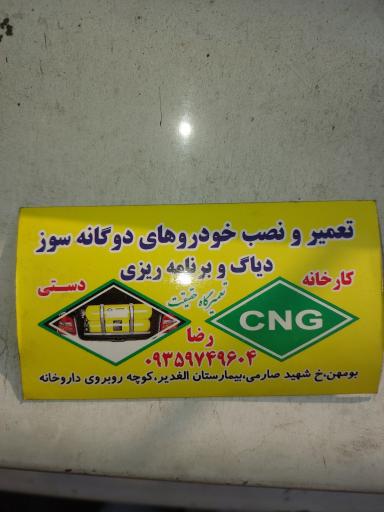 تعمیر و نصب خودروهای دوگانه سوز
دیاگ و برنامه ریزی
کارخانه
دستی
تعمیرگاه حقیقت
CNG
رضا
۰۹۳۵۹۷۴۹۶۰۴
بومهن،خ شهید صارمی،بیمارستان الغدیر،کوچه روبروی داروخانه